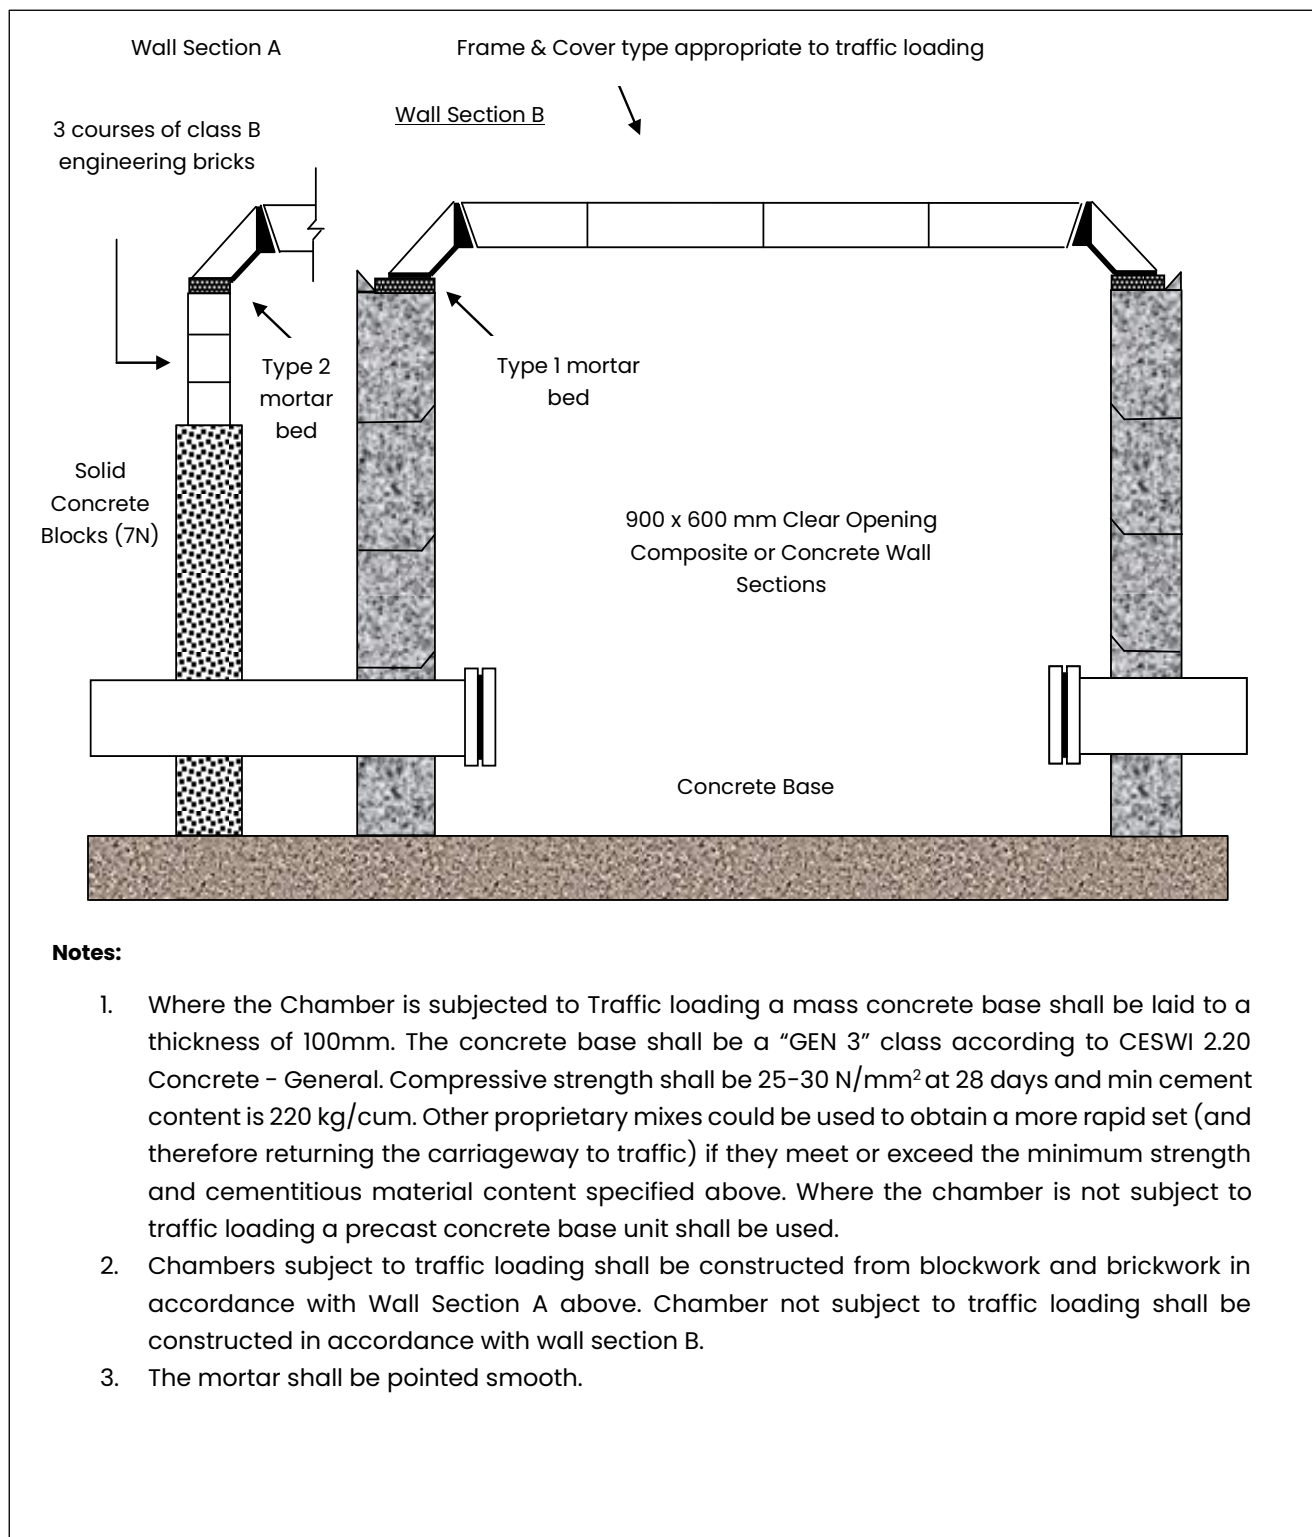 Wall Section A
Frame & Cover type appropriate to traffic loading
Wall Section B
3 courses of class B
engineering bricks
Type 2
mortar
bed
Type 1 mortar
bed
Solid
Concrete
Blocks (7N)
900 x 600 mm Clear Opening
Composite or Concrete Wall
Sections
Concrete Base
Notes:
1. Where the Chamber is subjected to Traffic loading a mass concrete base shall be laid to a
thickness of 100mm. The concrete base shall be a “GEN 3” class according to CESWI 2.20
Concrete - General. Compressive strength shall be 25-30 N/mm² at 28 days and min cement
content is 220 kg/cum. Other proprietary mixes could be used to obtain a more rapid set (and
therefore returning the carriageway to traffic) if they meet or exceed the minimum strength
and cementitious material content specified above. Where the chamber is not subject to
traffic loading a precast concrete base unit shall be used.
2. Chambers subject to traffic loading shall be constructed from blockwork and brickwork in
accordance with Wall Section A above. Chamber not subject to traffic loading shall be
constructed in accordance with wall section B.
3. The mortar shall be pointed smooth.